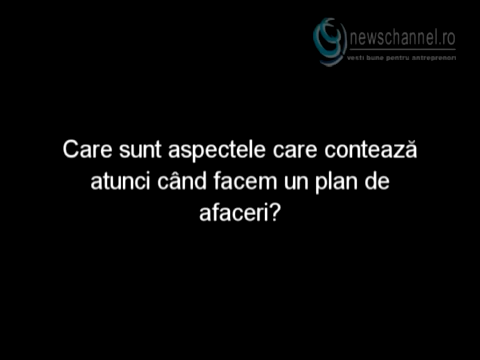 newschannel.ro
vesti bune pentru antreprenori
Care sunt aspectele care contează
atunci când facem un plan de
afaceri?